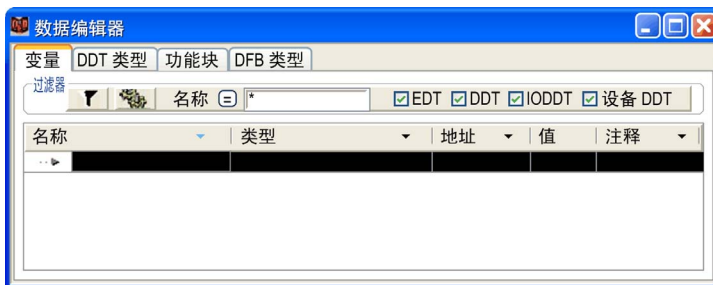 数据编辑器
变量 DDT 类型 功能块 DFB 类型
过滤器
名称 = * EDT DDT IODDT 设备 DDT
名称 类型 地址 值 注释